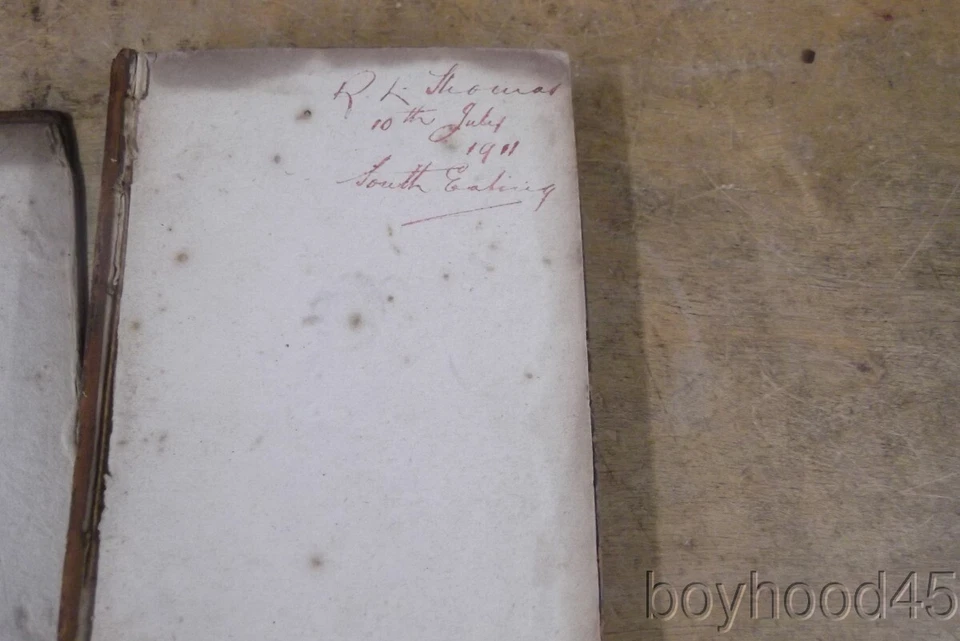 R. L. Thomas
10th July
1911
South Ealing
boyhood45